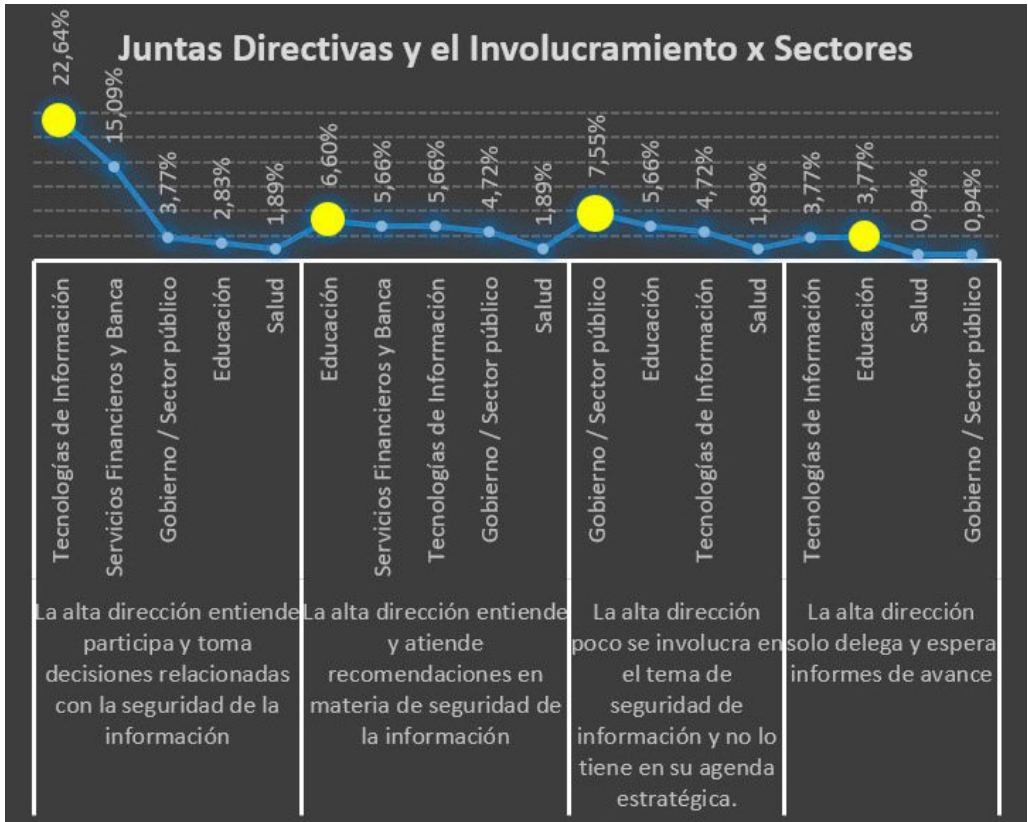 Juntas Directivas y el Involucramiento x Sectores
22,64%
15,09%
3,77%
2,83%
1,89%
6,60%
5,66%
5,66%
4,72%
1,89%
7,55%
5,66%
4,72%
1,89%
3,77%
3,77%
0,94%
0,94%
Tecnologías de Información
Servicios Financieros y Banca
Gobierno / Sector público
Educación
Salud
Educación
Servicios Financieros y Banca
Tecnologías de Información
Gobierno / Sector público
Salud
Gobierno / Sector público
Educación
Tecnologías de Información
Salud
Tecnologías de Información
Educación
Salud
Gobierno / Sector público
La alta dirección entiende
participa y toma
decisiones relacionadas
con la seguridad de la
información
La alta dirección entiende
y atiende
recomendaciones en
materia de seguridad de
la información
La alta dirección
poco se involucra en
el tema de
seguridad de
información y no lo
tiene en su agenda
estratégica.
La alta dirección
solo delega y espera
informes de avance